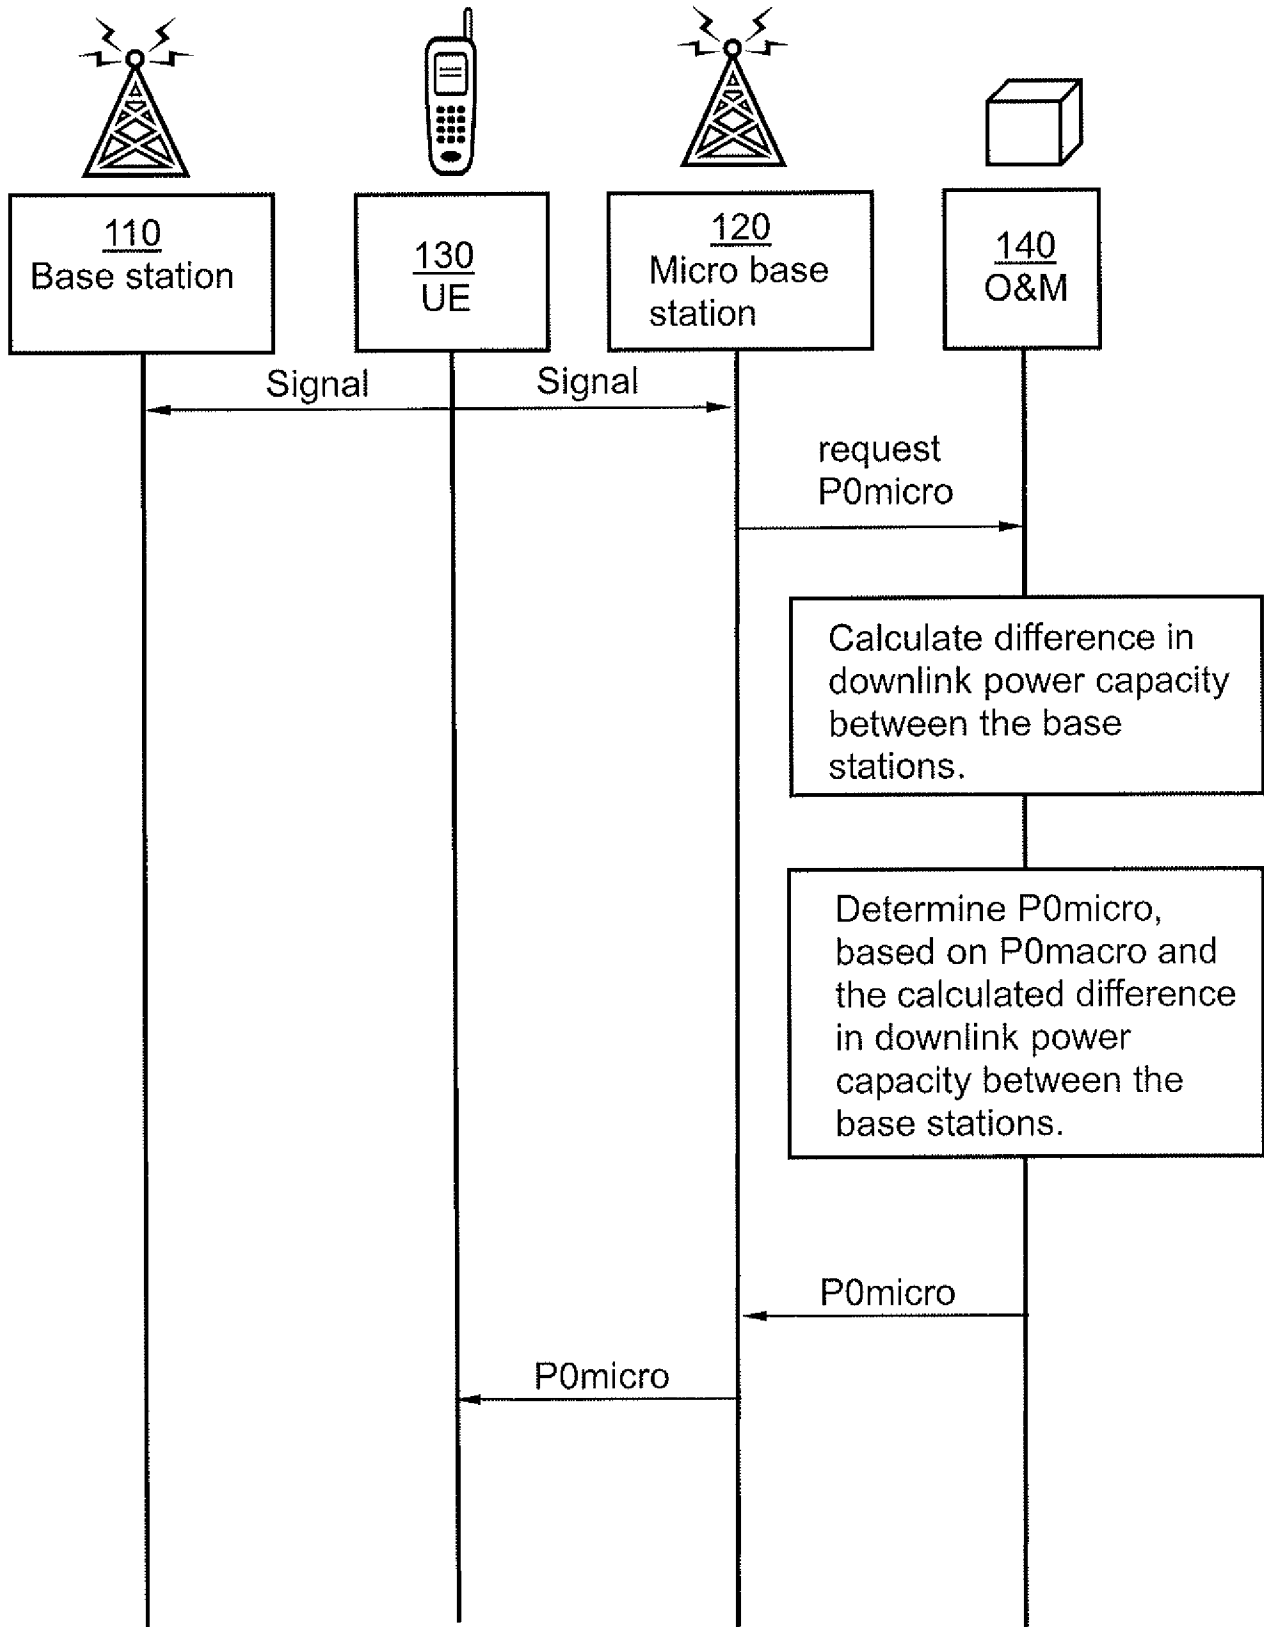 110
Base station
130
UE
120
Micro base
station
140
O&M
Signal
Signal
request
P0micro
Calculate difference in
downlink power capacity
between the base
stations.
Determine P0micro,
based on P0macro and
the calculated difference
in downlink power
capacity between the
base stations.
P0micro
P0micro